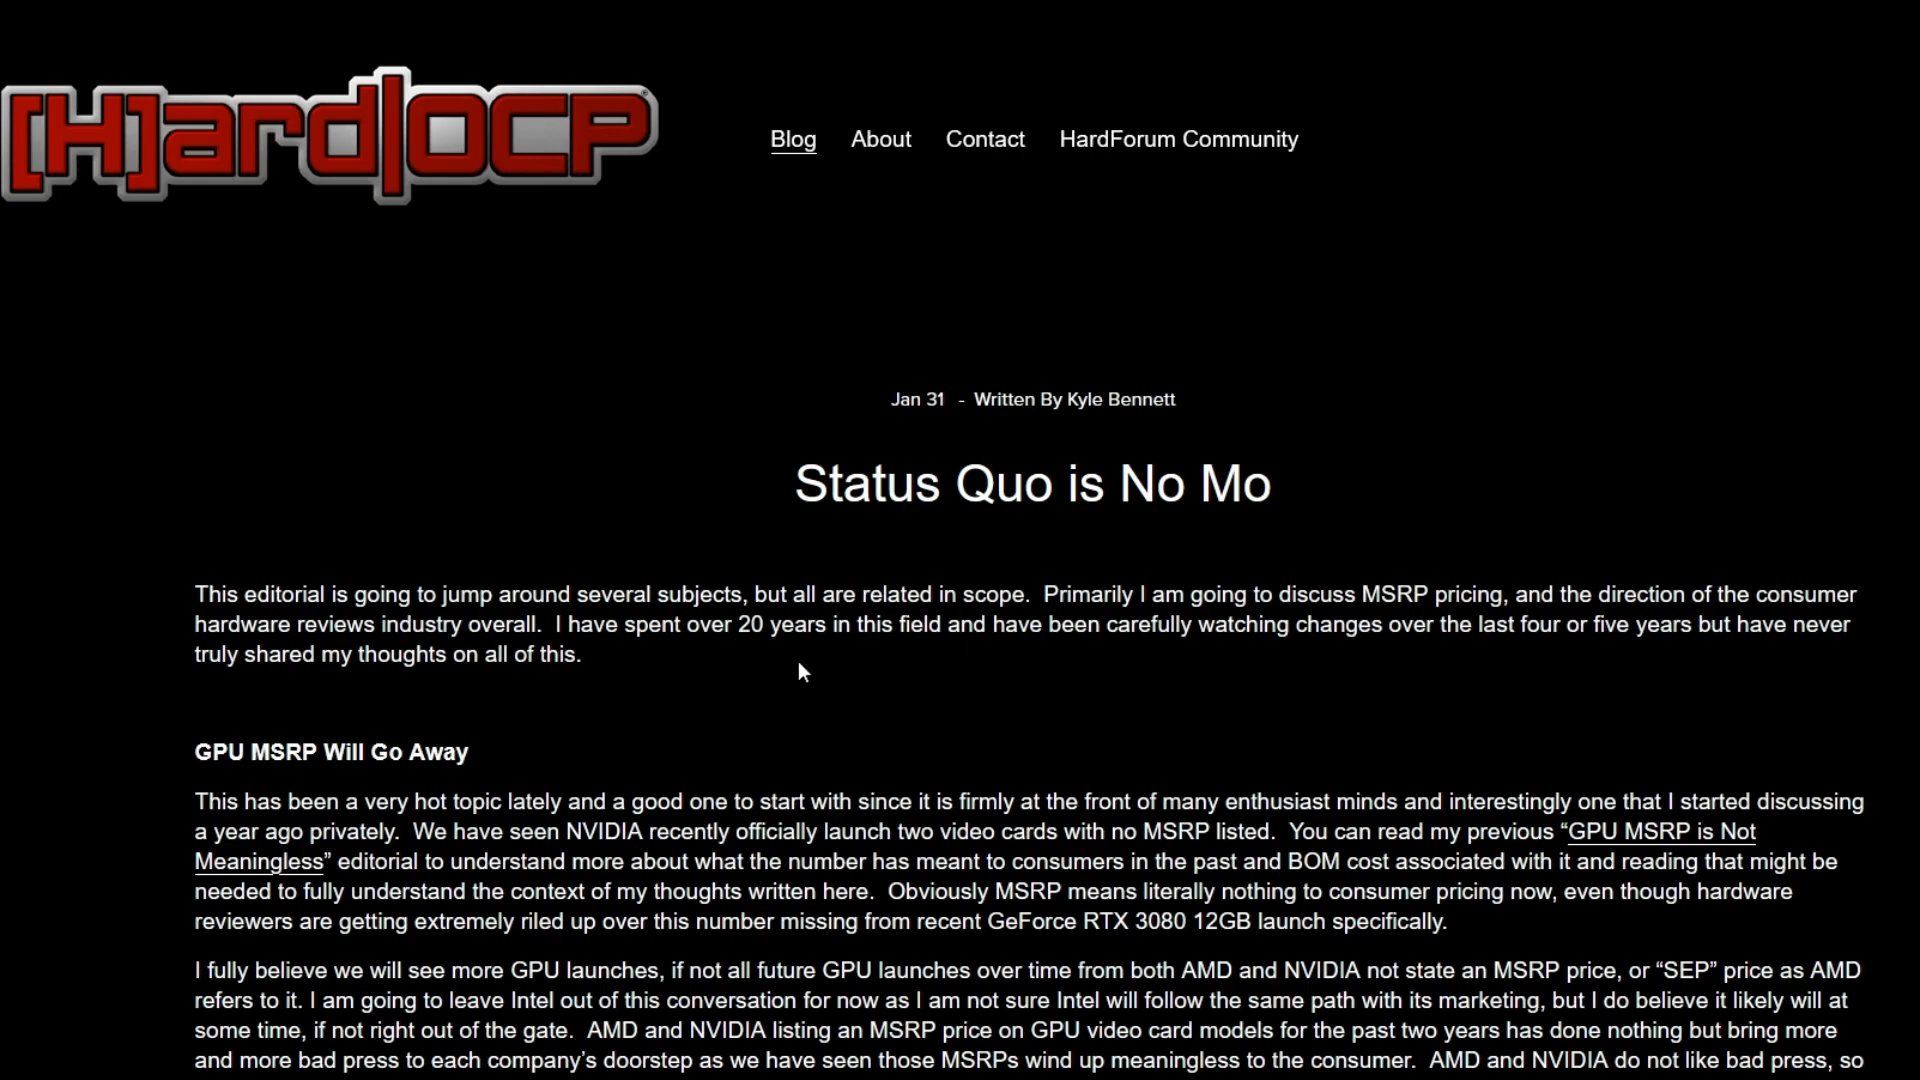 [H]ard|OCP®
Blog About Contact HardForum Community
Jan 31 - Written By Kyle Bennett
Status Quo is No Mo
This editorial is going to jump around several subjects, but all are related in scope.  Primarily I am going to discuss MSRP pricing, and the direction of the consumer
hardware reviews industry overall.  I have spent over 20 years in this field and have been carefully watching changes over the last four or five years but have never
truly shared my thoughts on all of this.
GPU MSRP Will Go Away
This has been a very hot topic lately and a good one to start with since it is firmly at the front of many enthusiast minds and interestingly one that I started discussing
a year ago privately.  We have seen NVIDIA recently officially launch two video cards with no MSRP listed.  You can read my previous “GPU MSRP is Not
Meaningless” editorial to understand more about what the number has meant to consumers in the past and BOM cost associated with it and reading that might be
needed to fully understand the context of my thoughts written here.  Obviously MSRP means literally nothing to consumer pricing now, even though hardware
reviewers are getting extremely riled up over this number missing from recent GeForce RTX 3080 12GB launch specifically.
I fully believe we will see more GPU launches, if not all future GPU launches over time from both AMD and NVIDIA not state an MSRP price, or “SEP” price as AMD
refers to it. I am going to leave Intel out of this conversation for now as I am not sure Intel will follow the same path with its marketing, but I do believe it likely will at
some time, if not right out of the gate.  AMD and NVIDIA listing an MSRP price on GPU video card models for the past two years has done nothing but bring more
and more bad press to each company’s doorstep as we have seen those MSRPs wind up meaningless to the consumer.  AMD and NVIDIA do not like bad press, so